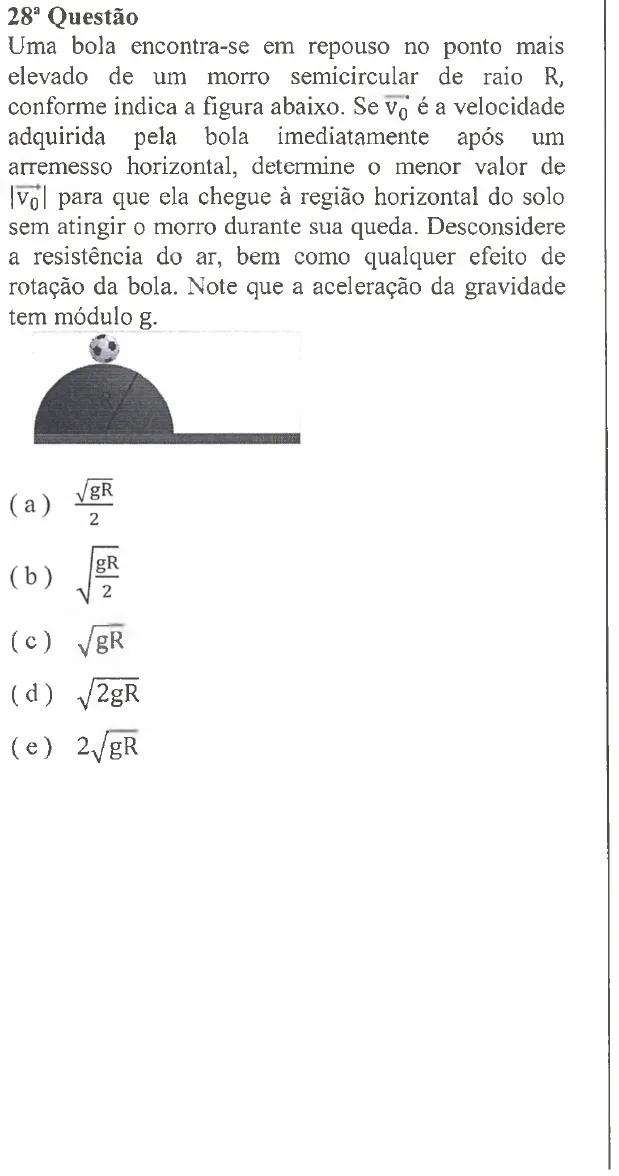 28ª Questão
Uma bola encontra-se em repouso no ponto mais
elevado de um morro semicircular de raio R,
conforme indica a figura abaixo. Se v₀⃗ é a velocidade
adquirida pela bola imediatamente após um
arremesso horizontal, determine o menor valor de
|v₀⃗| para que ela chegue à região horizontal do solo
sem atingir o morro durante sua queda. Desconsidere
a resistência do ar, bem como qualquer efeito de
rotação da bola. Note que a aceleração da gravidade
tem módulo g.
R
(a) √gR/2
(b) √(gR/2)
(c) √gR
(d) √2gR
(e) 2√gR